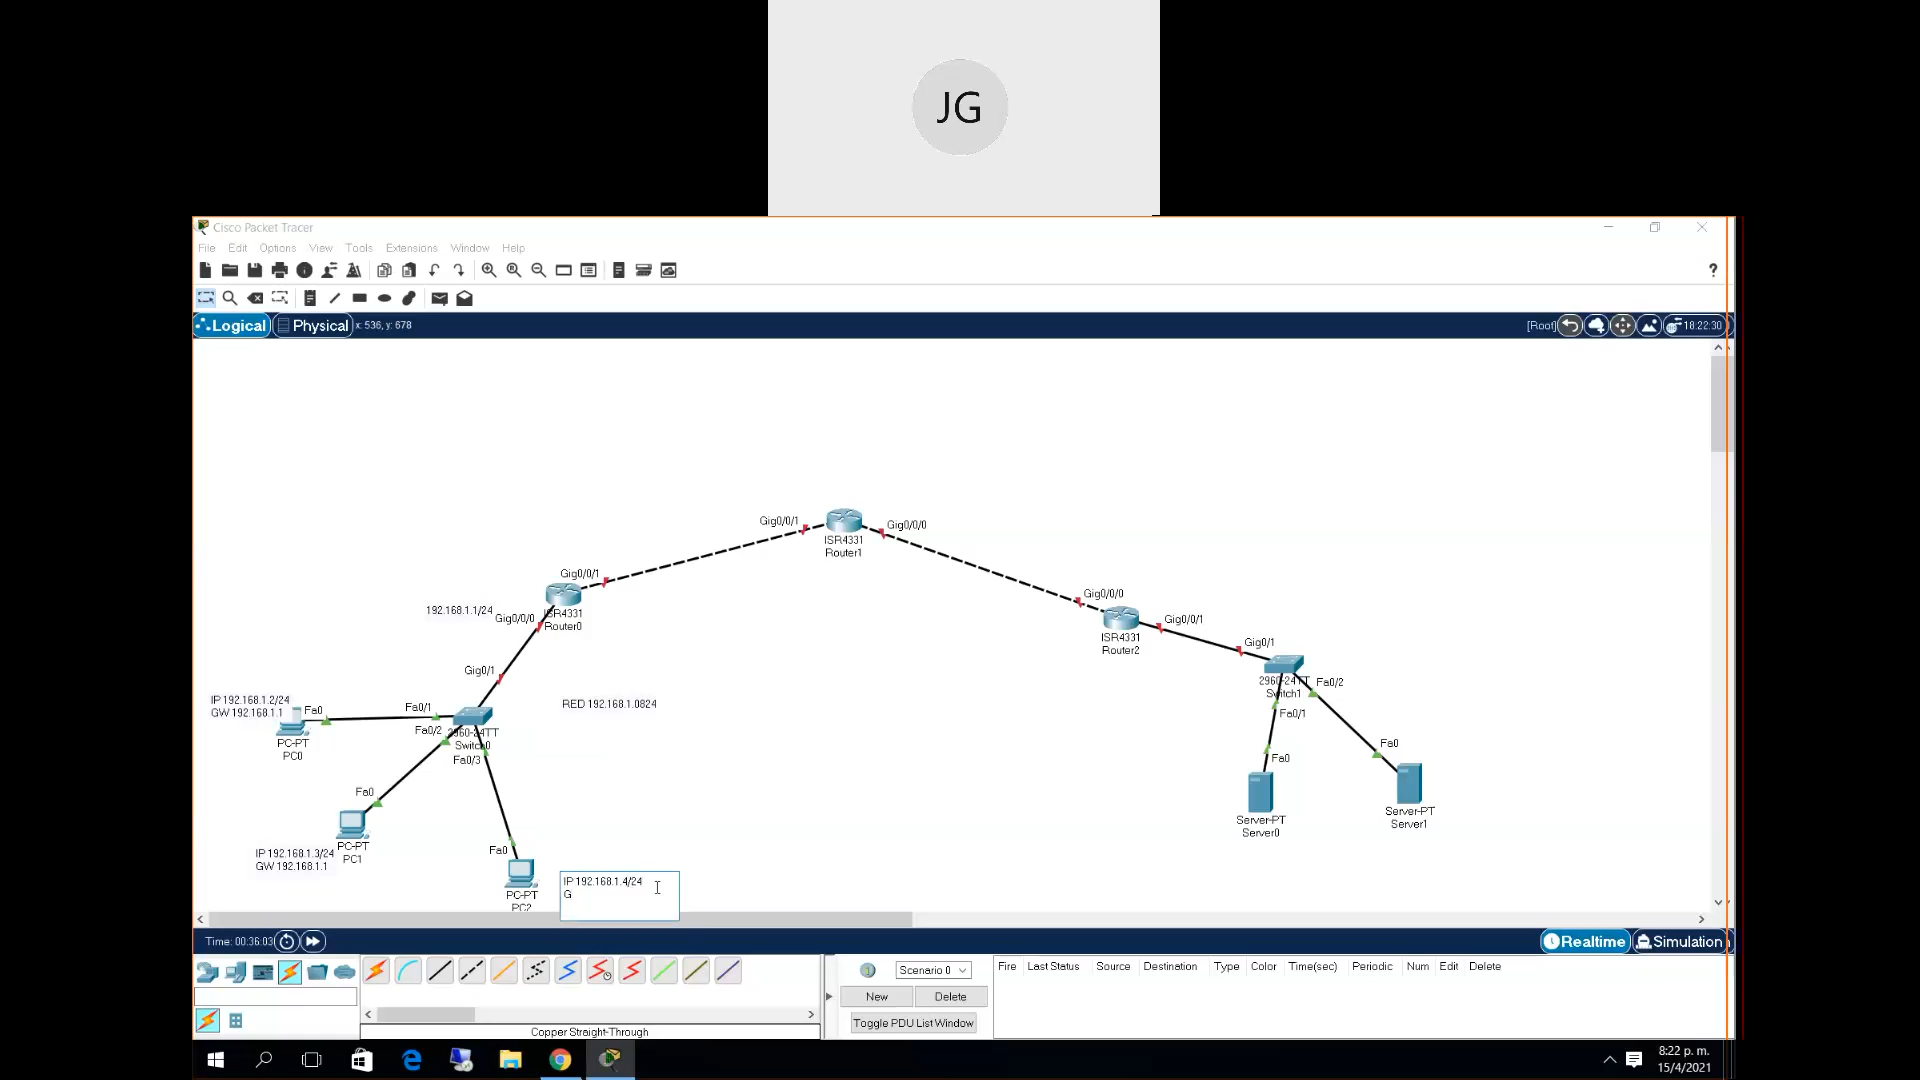 JG
Cisco Packet Tracer
File Edit Options View Tools Extensions Window Help
?
Logical Physical x: 536, y: 678
[Root] 18:22:30
Gig0/0/1
Gig0/0/0
ISR4331
Router1
Gig0/0/1
192.168.1.1/24
Gig0/0/0
ISR4331
Router0
Gig0/0/0
Gig0/0/1
ISR4331
Router2
Gig0/1
2960-24TT
Switch1
Fa0/2
Fa0/1
Gig0/1
IP 192.168.1.2/24
GW 192.168.1.1
Fa0
Fa0/1
RED 192.168.1.0824
Fa0/2
2960-24TT
Switch0
Fa0/3
PC-PT
PC0
Fa0
Fa0
Server-PT
Server0
Server-PT
Server1
Fa0
PC-PT
PC1
IP 192.168.1.3/24
GW 192.168.1.1
Fa0
PC-PT
PC2
IP 192.168.1.4/24
G
Time: 00:36:03
Realtime Simulation
Scenario 0
New Delete
Toggle PDU List Window
Fire Last Status Source Destination Type Color Time(sec) Periodic Num Edit Delete
Copper Straight-Through
8:22 p. m.
15/4/2021